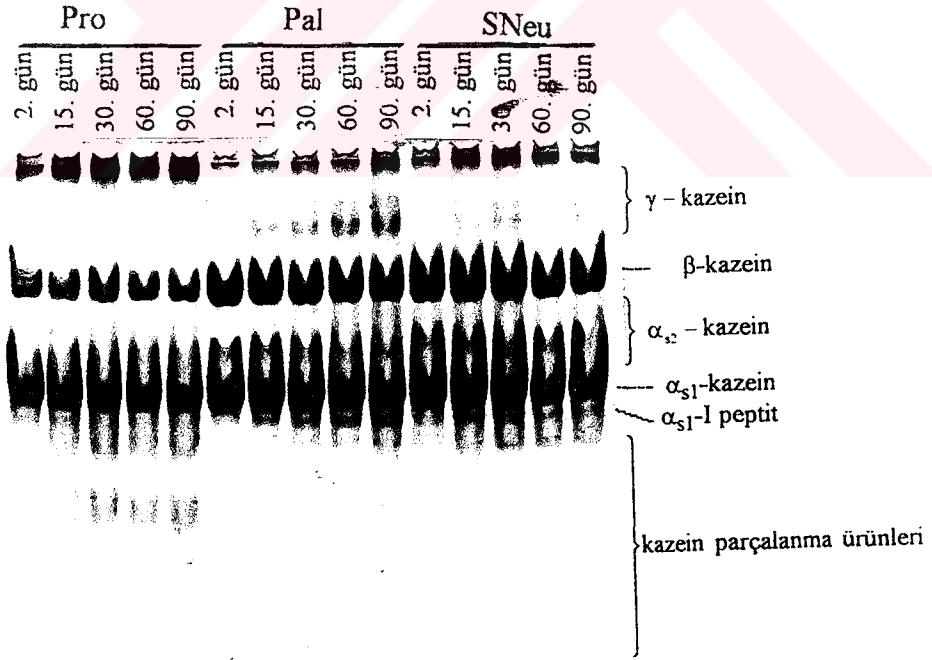 Pro Pal SNeu
2. gün 15. gün 30. gün 60. gün 90. gün 2. gün 15. gün 30. gün 60. gün 90. gün 2. gün 15. gün 30. gün 60. gün 90. gün
γ – kazein
β-kazein
αs2 – kazein
αs1-kazein
αs1-I peptit
kazein parçalanma ürünleri